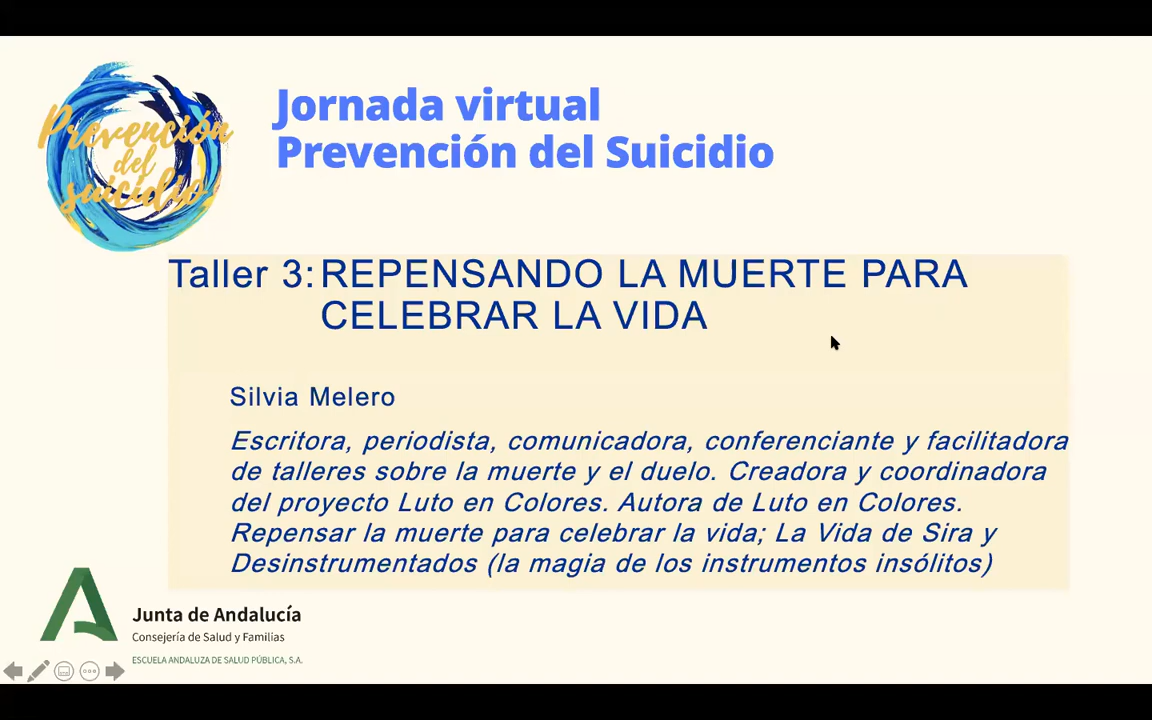 Prevención
del
suicidio
Jornada virtual
Prevención del Suicidio
Taller 3: REPENSANDO LA MUERTE PARA
CELEBRAR LA VIDA
Silvia Melero
Escritora, periodista, comunicadora, conferenciante y facilitadora
de talleres sobre la muerte y el duelo. Creadora y coordinadora
del proyecto Luto en Colores. Autora de Luto en Colores.
Repensar la muerte para celebrar la vida; La Vida de Sira y
Desinstrumentados (la magia de los instrumentos insólitos)
Junta de Andalucía
Consejería de Salud y Familias
ESCUELA ANDALUZA DE SALUD PÚBLICA, S.A.